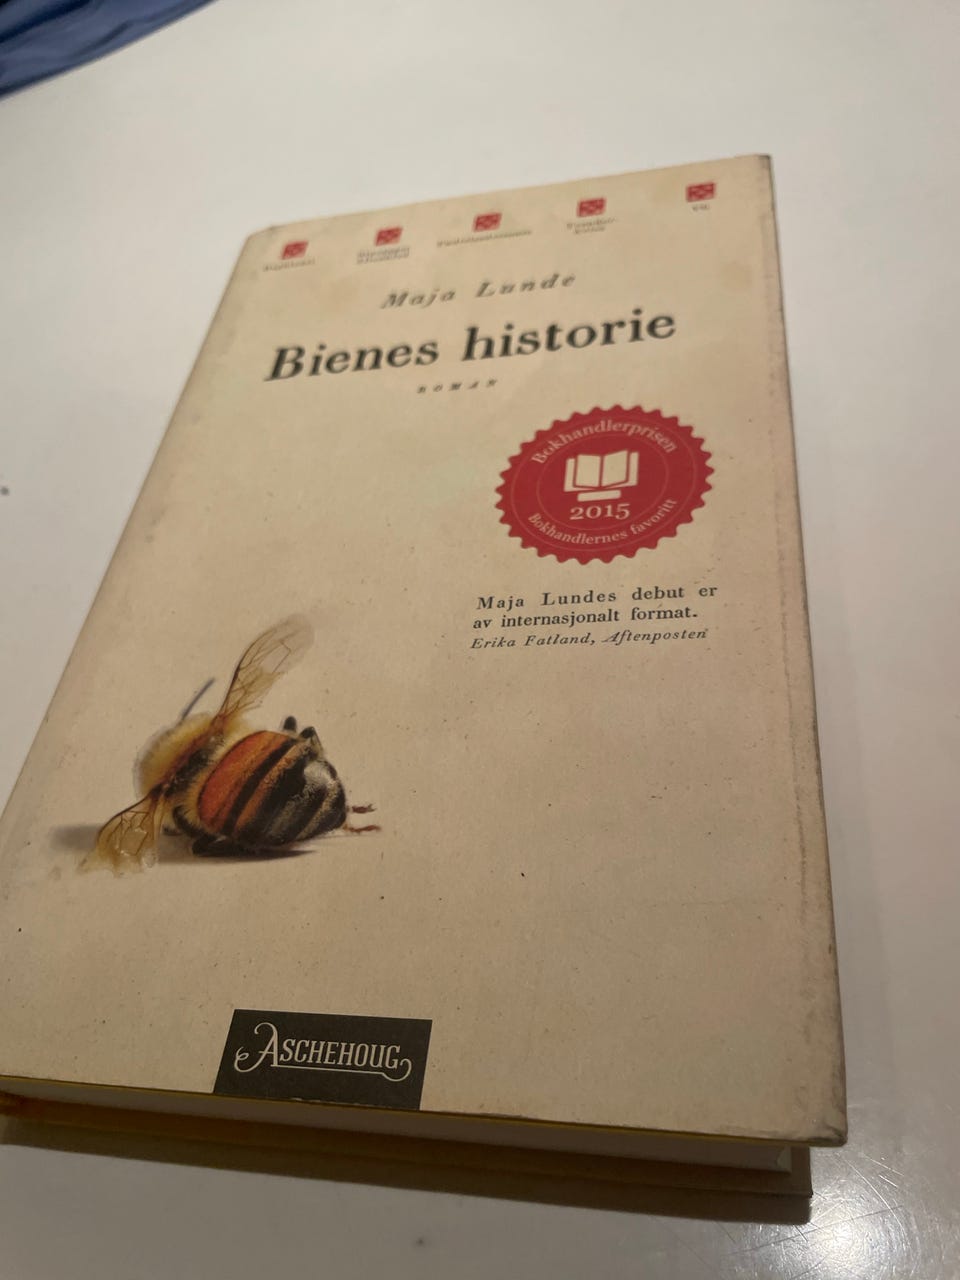 VG
Maja Lunde
Bienes historie
ROMAN
Bokhandlerprisen
2015
Bokhandlernes favoritt
Maja Lundes debut er
av internasjonalt format.
Erika Fatland, Aftenposten
ASCHEHOUG